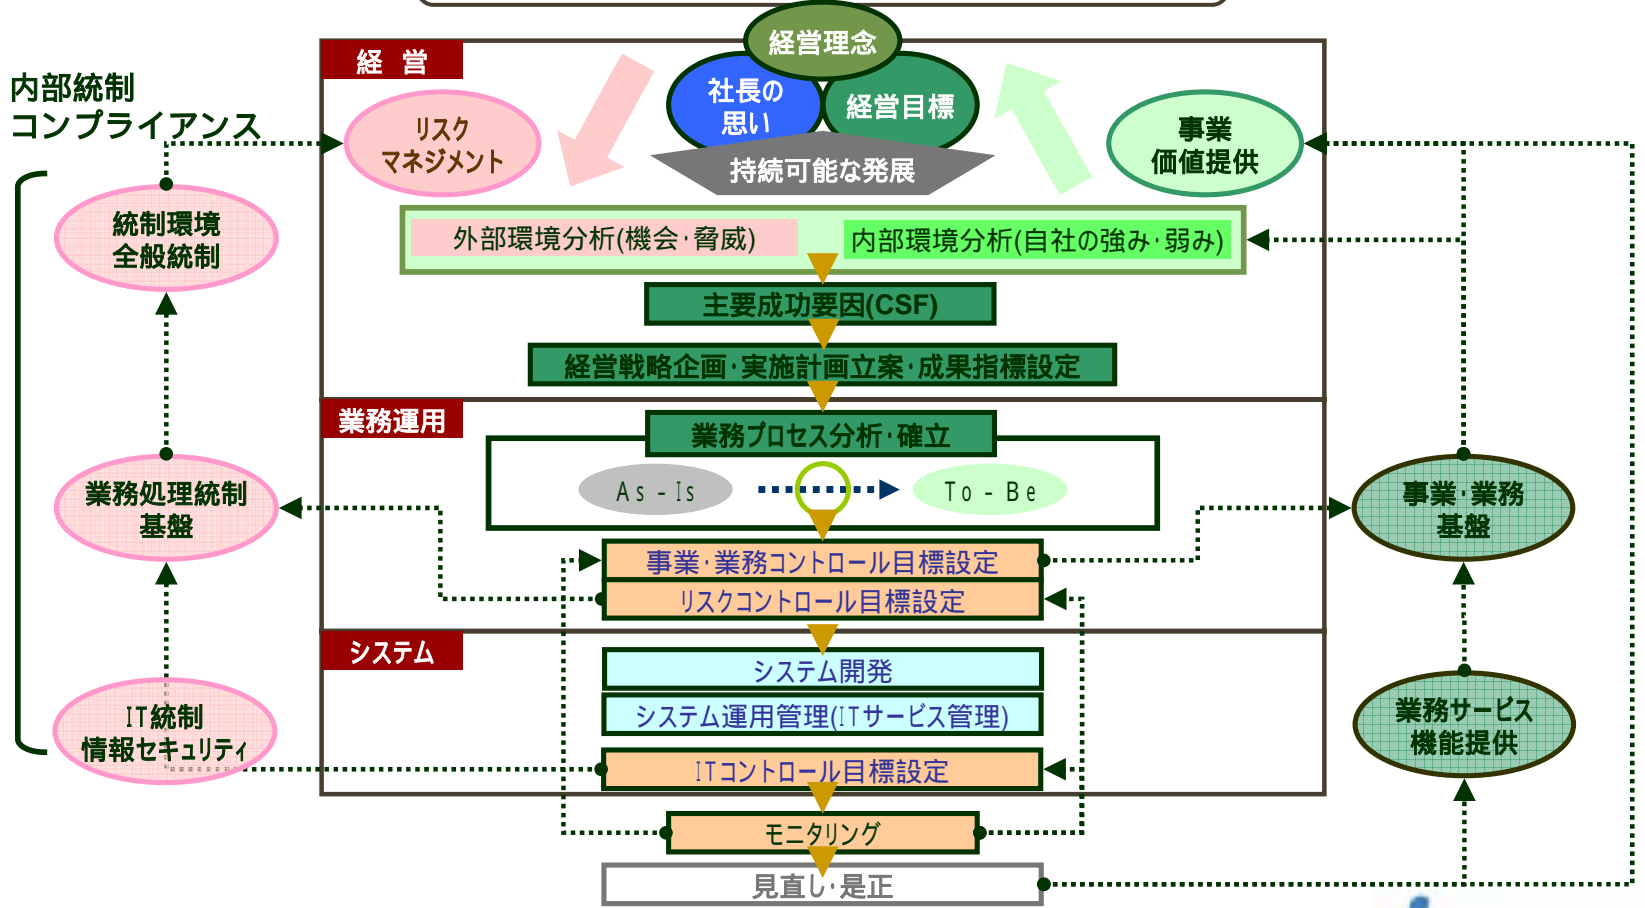 経営理念
経 営
社長の
思い
経営目標
内部統制
コンプライアンス
リスク
マネジメント
事業
価値提供
持続可能な発展
統制環境
全般統制
外部環境分析(機会・脅威)
内部環境分析(自社の強み・弱み)
主要成功要因(CSF)
経営戦略企画・実施計画立案・成果指標設定
業務運用
業務プロセス分析・確立
As－Is
To－Be
業務処理統制
基盤
事業・業務
基盤
事業・業務コントロール目標設定
リスクコントロール目標設定
システム
システム開発
システム運用管理(ITサービス管理)
IT統制
情報セキュリティ
業務サービス
機能提供
ITコントロール目標設定
モニタリング
見直し・是正